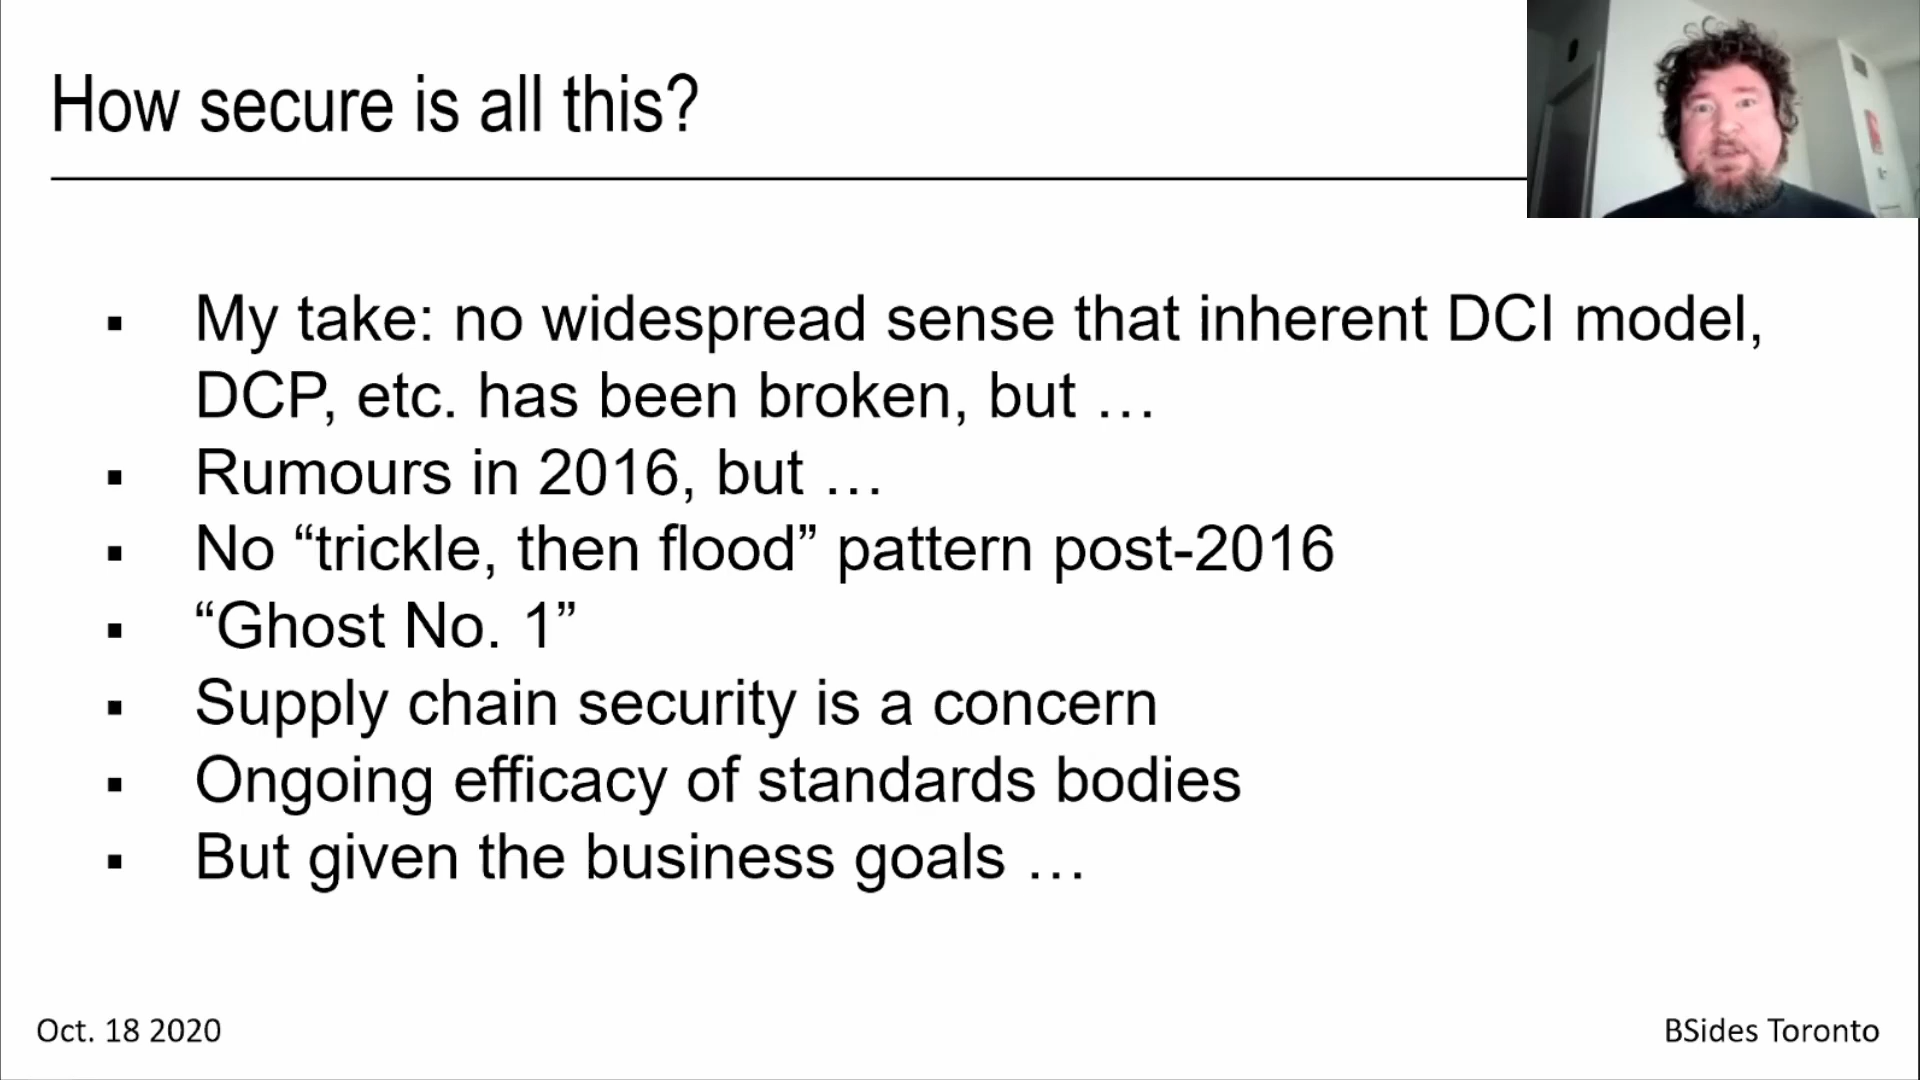 How secure is all this?
▪ My take: no widespread sense that inherent DCI model,
DCP, etc. has been broken, but …
▪ Rumours in 2016, but …
▪ No “trickle, then flood” pattern post-2016
▪ “Ghost No. 1”
▪ Supply chain security is a concern
▪ Ongoing efficacy of standards bodies
▪ But given the business goals …
Oct. 18 2020
BSides Toronto